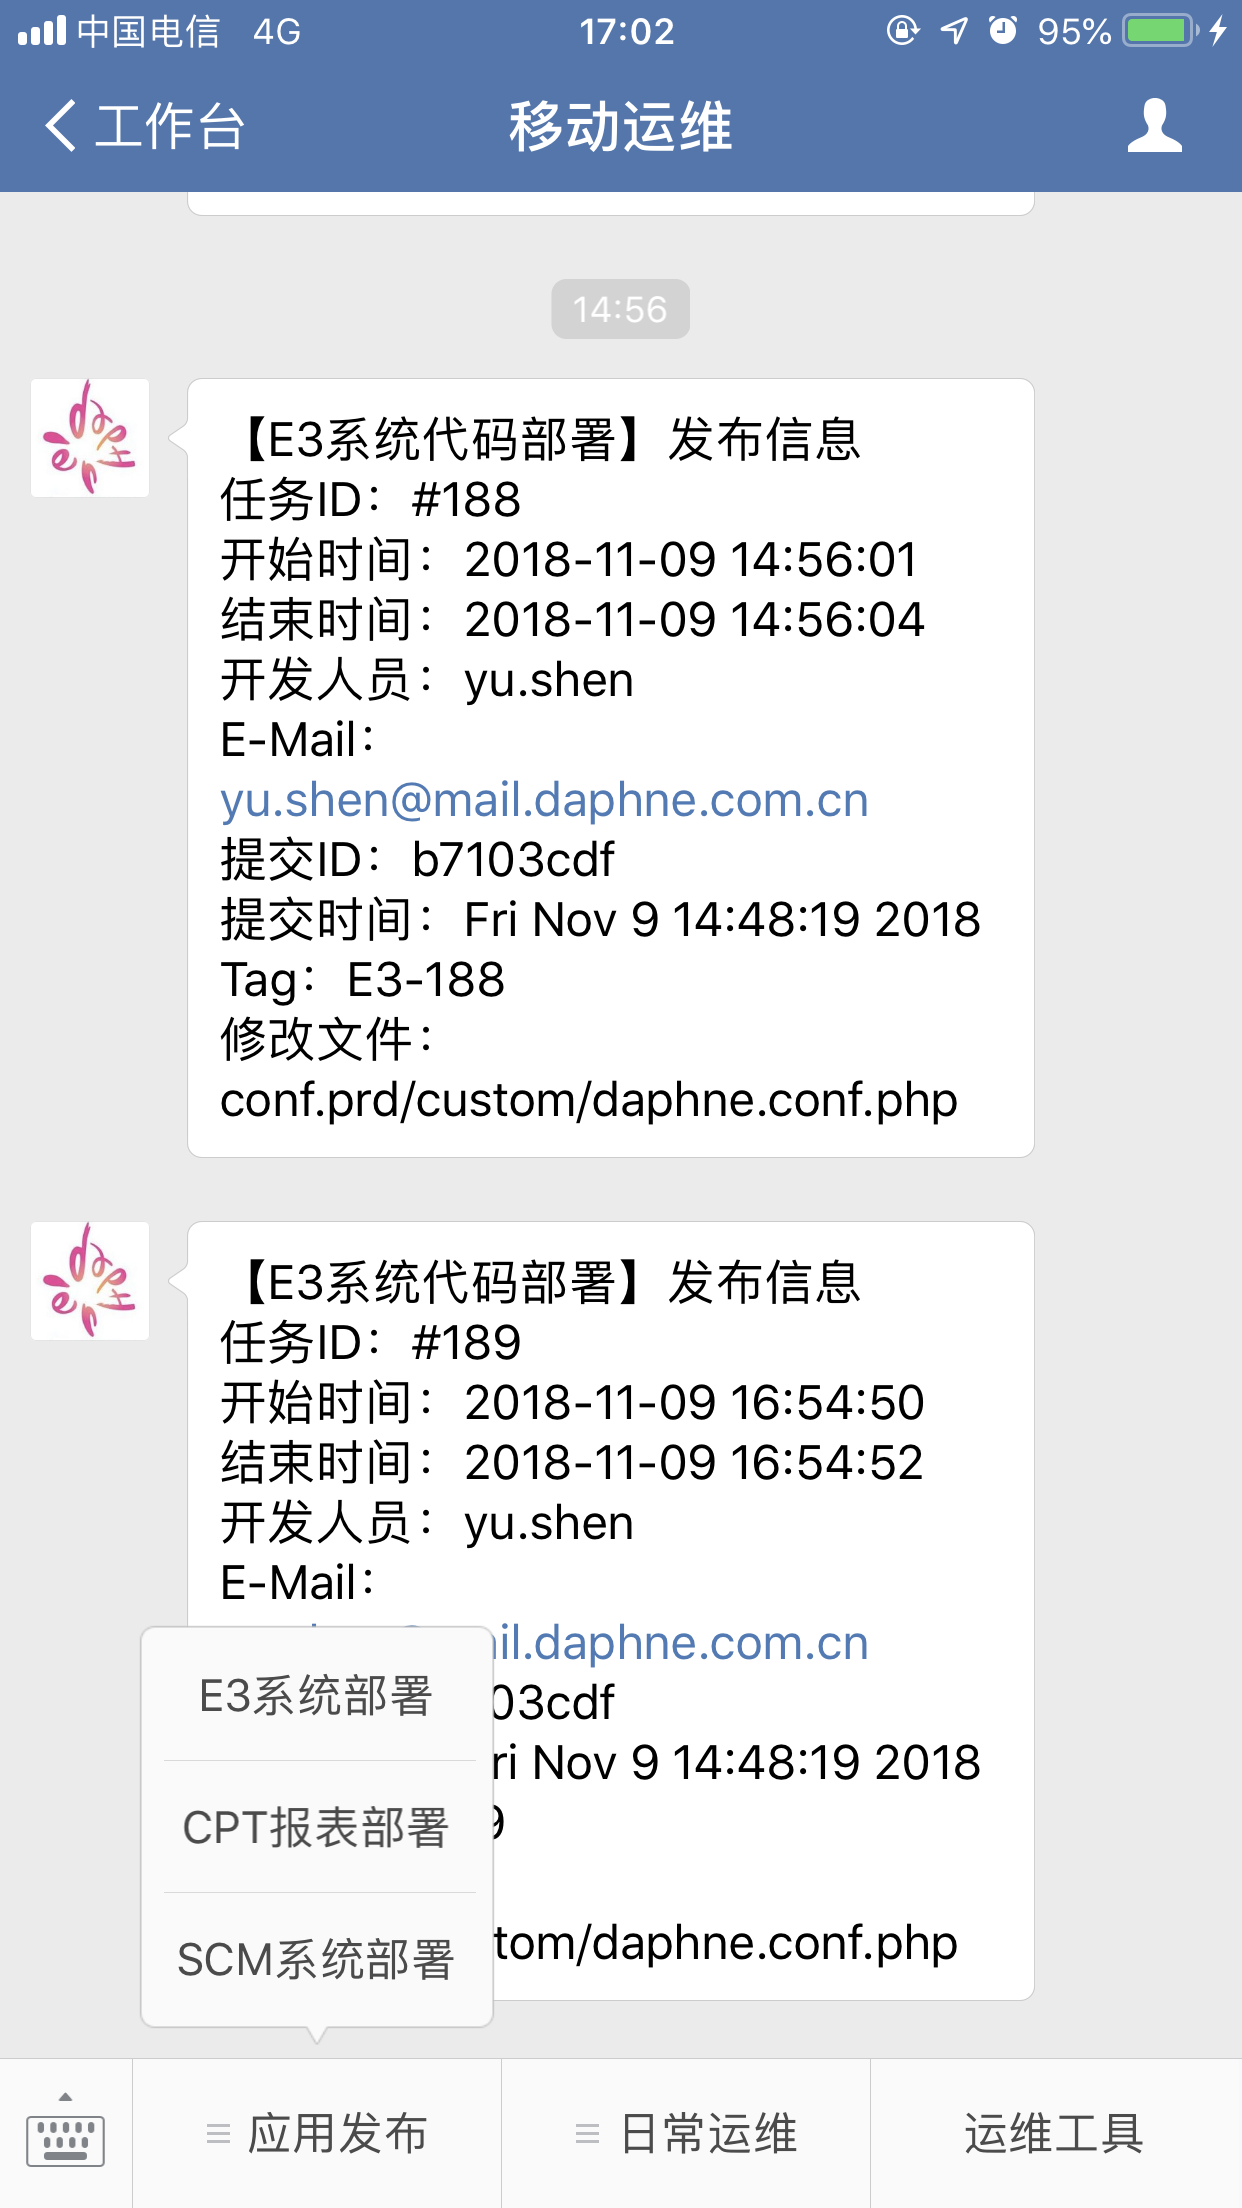 中国电信 4G 17:02 95%
工作台 移动运维
14:56
【E3系统代码部署】发布信息
任务ID：#188
开始时间：2018-11-09 14:56:01
结束时间：2018-11-09 14:56:04
开发人员：yu.shen
E-Mail：
yu.shen@mail.daphne.com.cn
提交ID：b7103cdf
提交时间：Fri Nov 9 14:48:19 2018
Tag：E3-188
修改文件：
conf.prd/custom/daphne.conf.php
【E3系统代码部署】发布信息
任务ID：#189
开始时间：2018-11-09 16:54:50
结束时间：2018-11-09 16:54:52
开发人员：yu.shen
E-Mail：
il.daphne.com.cn
03cdf
ri Nov 9 14:48:19 2018
9
tom/daphne.conf.php
E3系统部署
CPT报表部署
SCM系统部署
应用发布 日常运维 运维工具